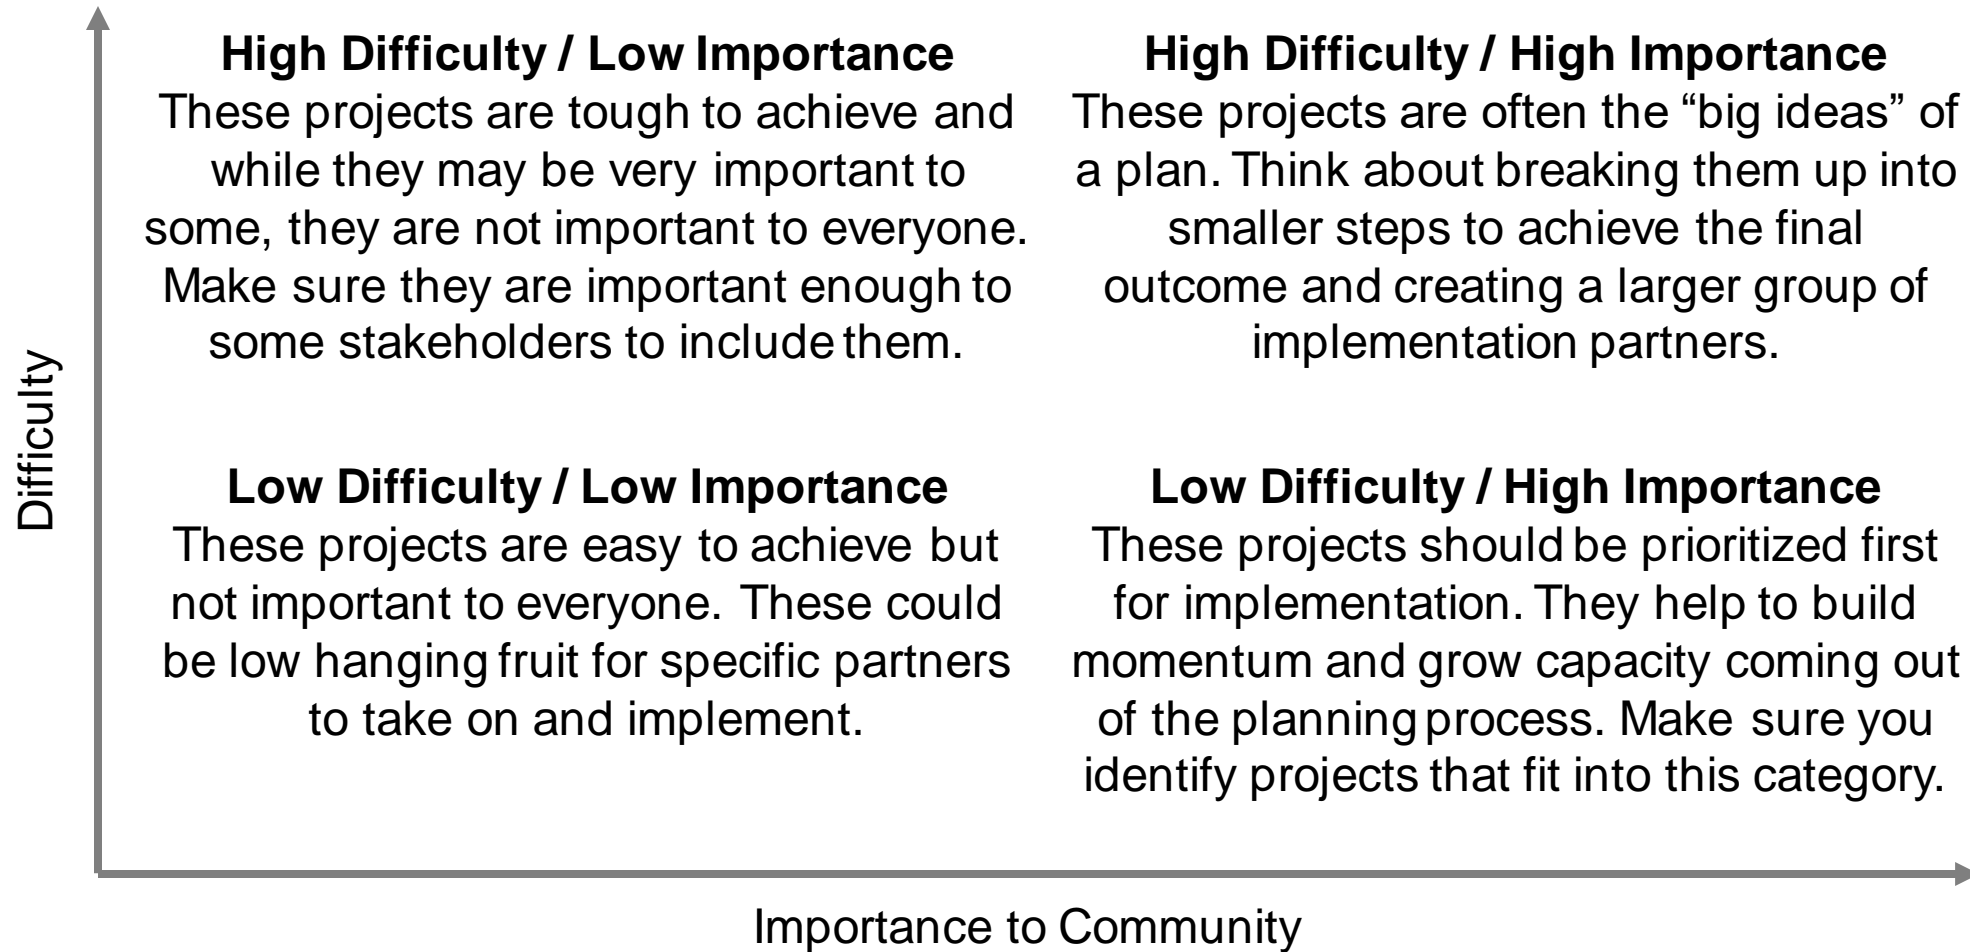 High Difficulty / Low Importance
These projects are tough to achieve and
while they may be very important to
some, they are not important to everyone.
Make sure they are important enough to
some stakeholders to include them.
High Difficulty / High Importance
These projects are often the “big ideas” of
a plan. Think about breaking them up into
smaller steps to achieve the final
outcome and creating a larger group of
implementation partners.
Difficulty
Low Difficulty / Low Importance
These projects are easy to achieve but
not important to everyone. These could
be low hanging fruit for specific partners
to take on and implement.
Low Difficulty / High Importance
These projects should be prioritized first
for implementation. They help to build
momentum and grow capacity coming out
of the planning process. Make sure you
identify projects that fit into this category.
Importance to Community